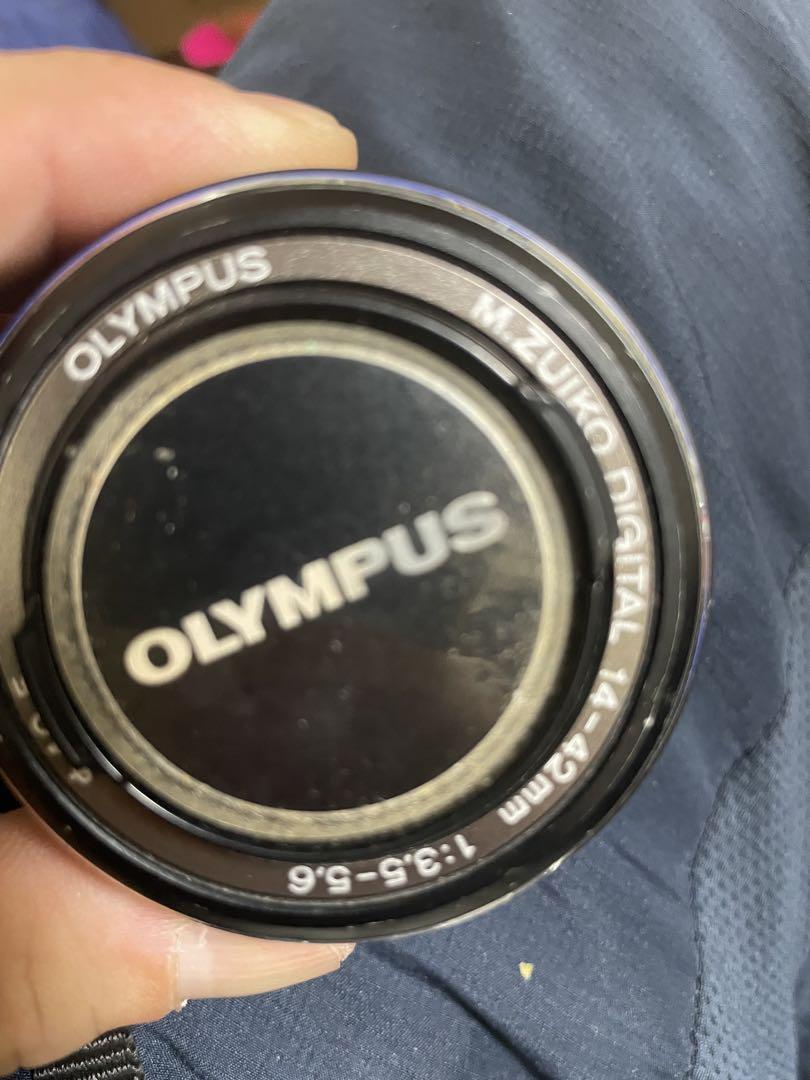 OLYMPUS
M.ZUIKO DIGITAL 14-42mm 1:3.5-5.6
OLYMPUS